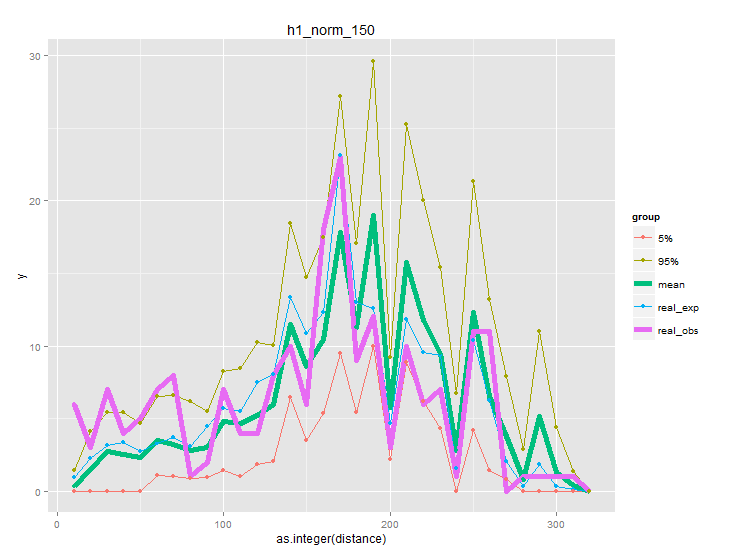 h1_norm_150
30
20
10
0
y
0
100
200
300
as.integer(distance)
group
5%
95%
mean
real_exp
real_obs